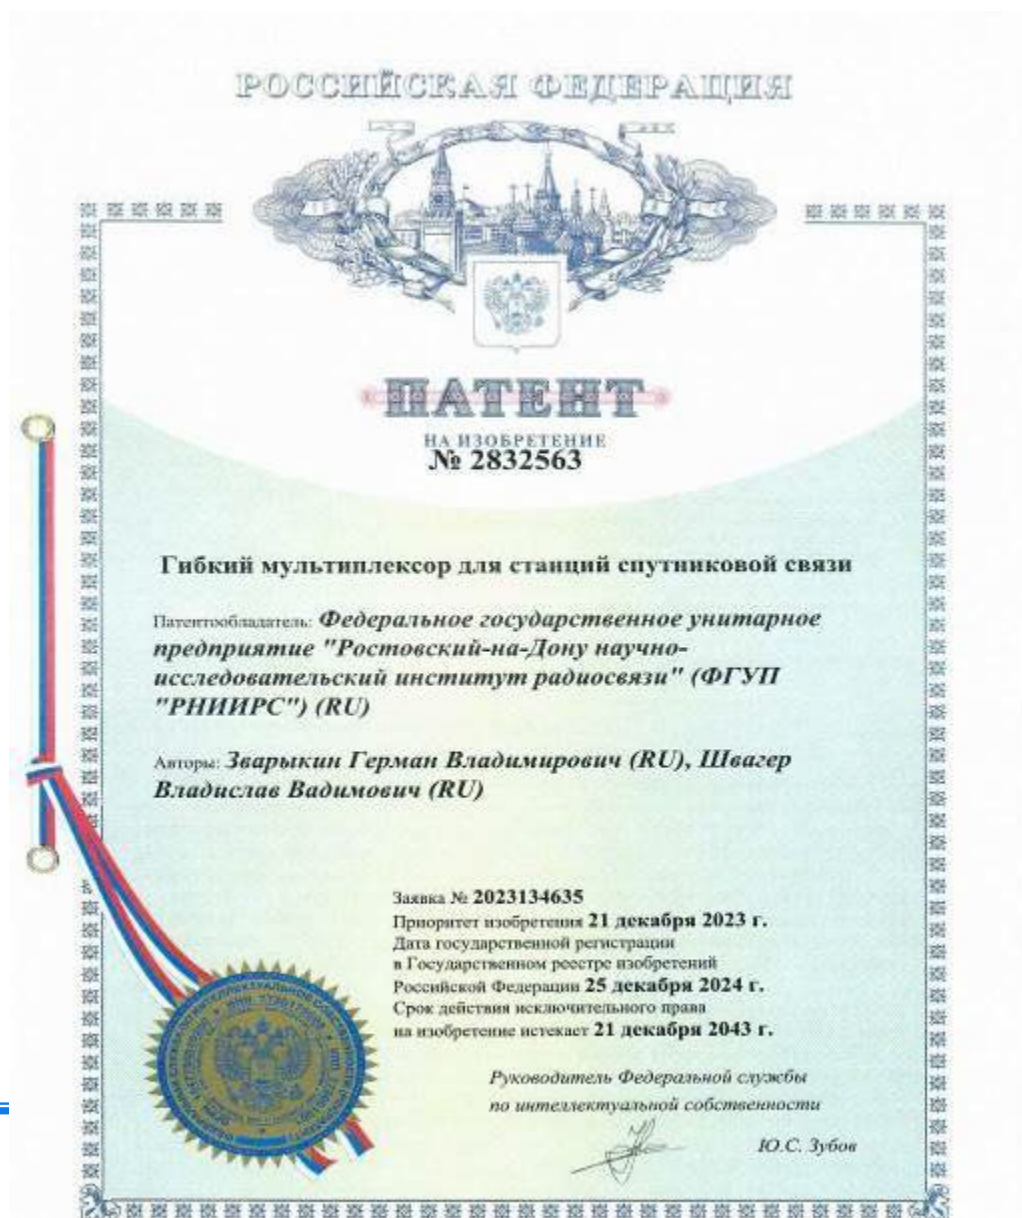 РОССИЙСКАЯ ФЕДЕРАЦИЯ
ПАТЕНТ
НА ИЗОБРЕТЕНИЕ
№ 2832563
Гибкий мультиплексор для станций спутниковой связи
Патентообладатель: Федеральное государственное унитарное
предприятие "Ростовский-на-Дону научно-
исследовательский институт радиосвязи" (ФГУП
"РНИИРС") (RU)
Авторы: Зварыкин Герман Владимирович (RU), Швагер
Владислав Вадимович (RU)
Заявка № 2023134635
Приоритет изобретения 21 декабря 2023 г.
Дата государственной регистрации
в Государственном реестре изобретений
Российской Федерации 25 декабря 2024 г.
Срок действия исключительного права
на изобретение истекает 21 декабря 2043 г.
Руководитель Федеральной службы
по интеллектуальной собственности
Ю.С. Зубов